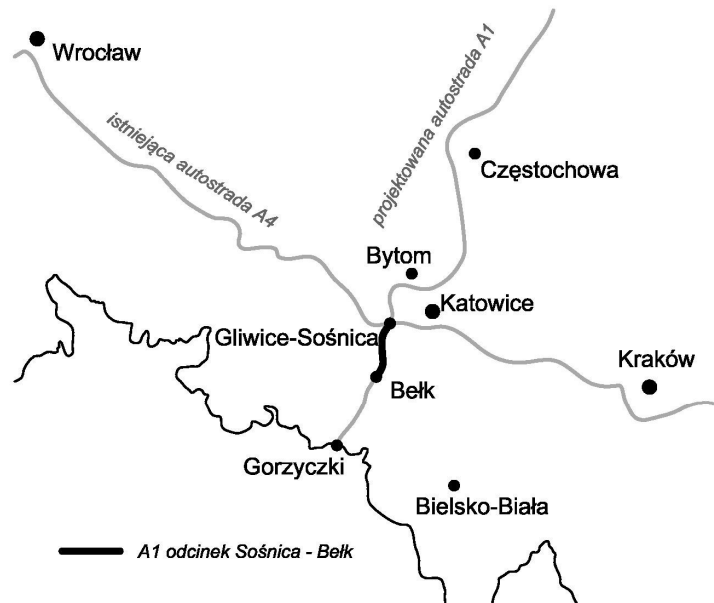 Wrocław
istniejąca autostrada A4
projektowana autostrada A1
Częstochowa
Bytom
Katowice
Gliwice-Sośnica
Kraków
Bełk
Gorzyczki
Bielsko-Biała
A1 odcinek Sośnica - Bełk